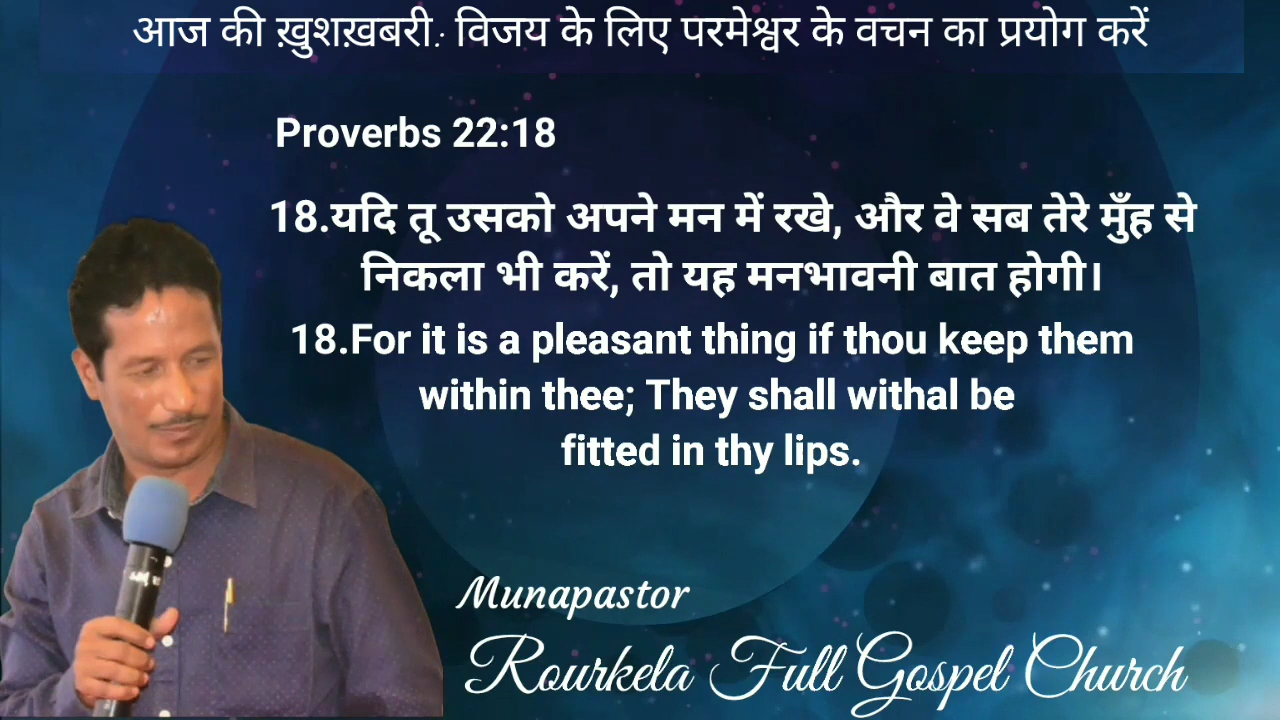 आज की ख़ुशख़बरी: विजय के लिए परमेश्वर के वचन का प्रयोग करें
Proverbs 22:18
18.यदि तू उसको अपने मन में रखे, और वे सब तेरे मुँह से
निकला भी करें, तो यह मनभावनी बात होगी।
18.For it is a pleasant thing if thou keep them
within thee; They shall withal be
fitted in thy lips.
Munapastor
Rourkela Full Gospel Church